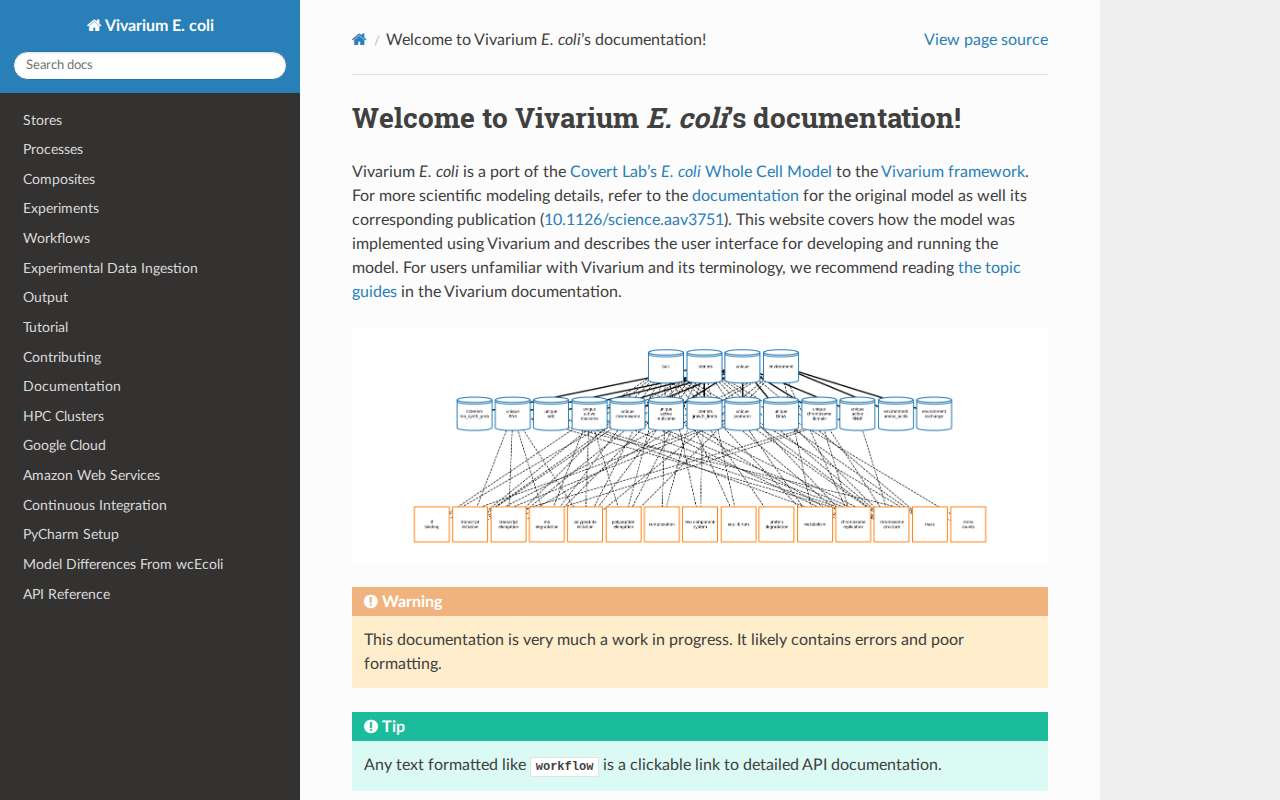 Vivarium E. coli
Search docs
Stores
Processes
Composites
Experiments
Workflows
Experimental Data Ingestion
Output
Tutorial
Contributing
Documentation
HPC Clusters
Google Cloud
Amazon Web Services
Continuous Integration
PyCharm Setup
Model Differences From wcEcoli
API Reference
/ Welcome to Vivarium E. coli’s documentation!
View page source
Welcome to Vivarium E. coli’s documentation!
Vivarium E. coli is a part of the Covert Lab’s E. coli Whole Cell Model to the Vivarium framework.
For more scientific modeling details, refer to the documentation for the original model as well its
corresponding publication (10.1126/science.aav3751). This website covers how the model was
implemented using Vivarium and describes the user interface for developing and running the
model. For users unfamiliar with Vivarium and its terminology, we recommend reading the topic
guides in the Vivarium documentation.
unique
environment
Warning
This documentation is very much a work in progress. It likely contains errors and poor
formatting.
Tip
Any text formatted like workflow is a clickable link to detailed API documentation.